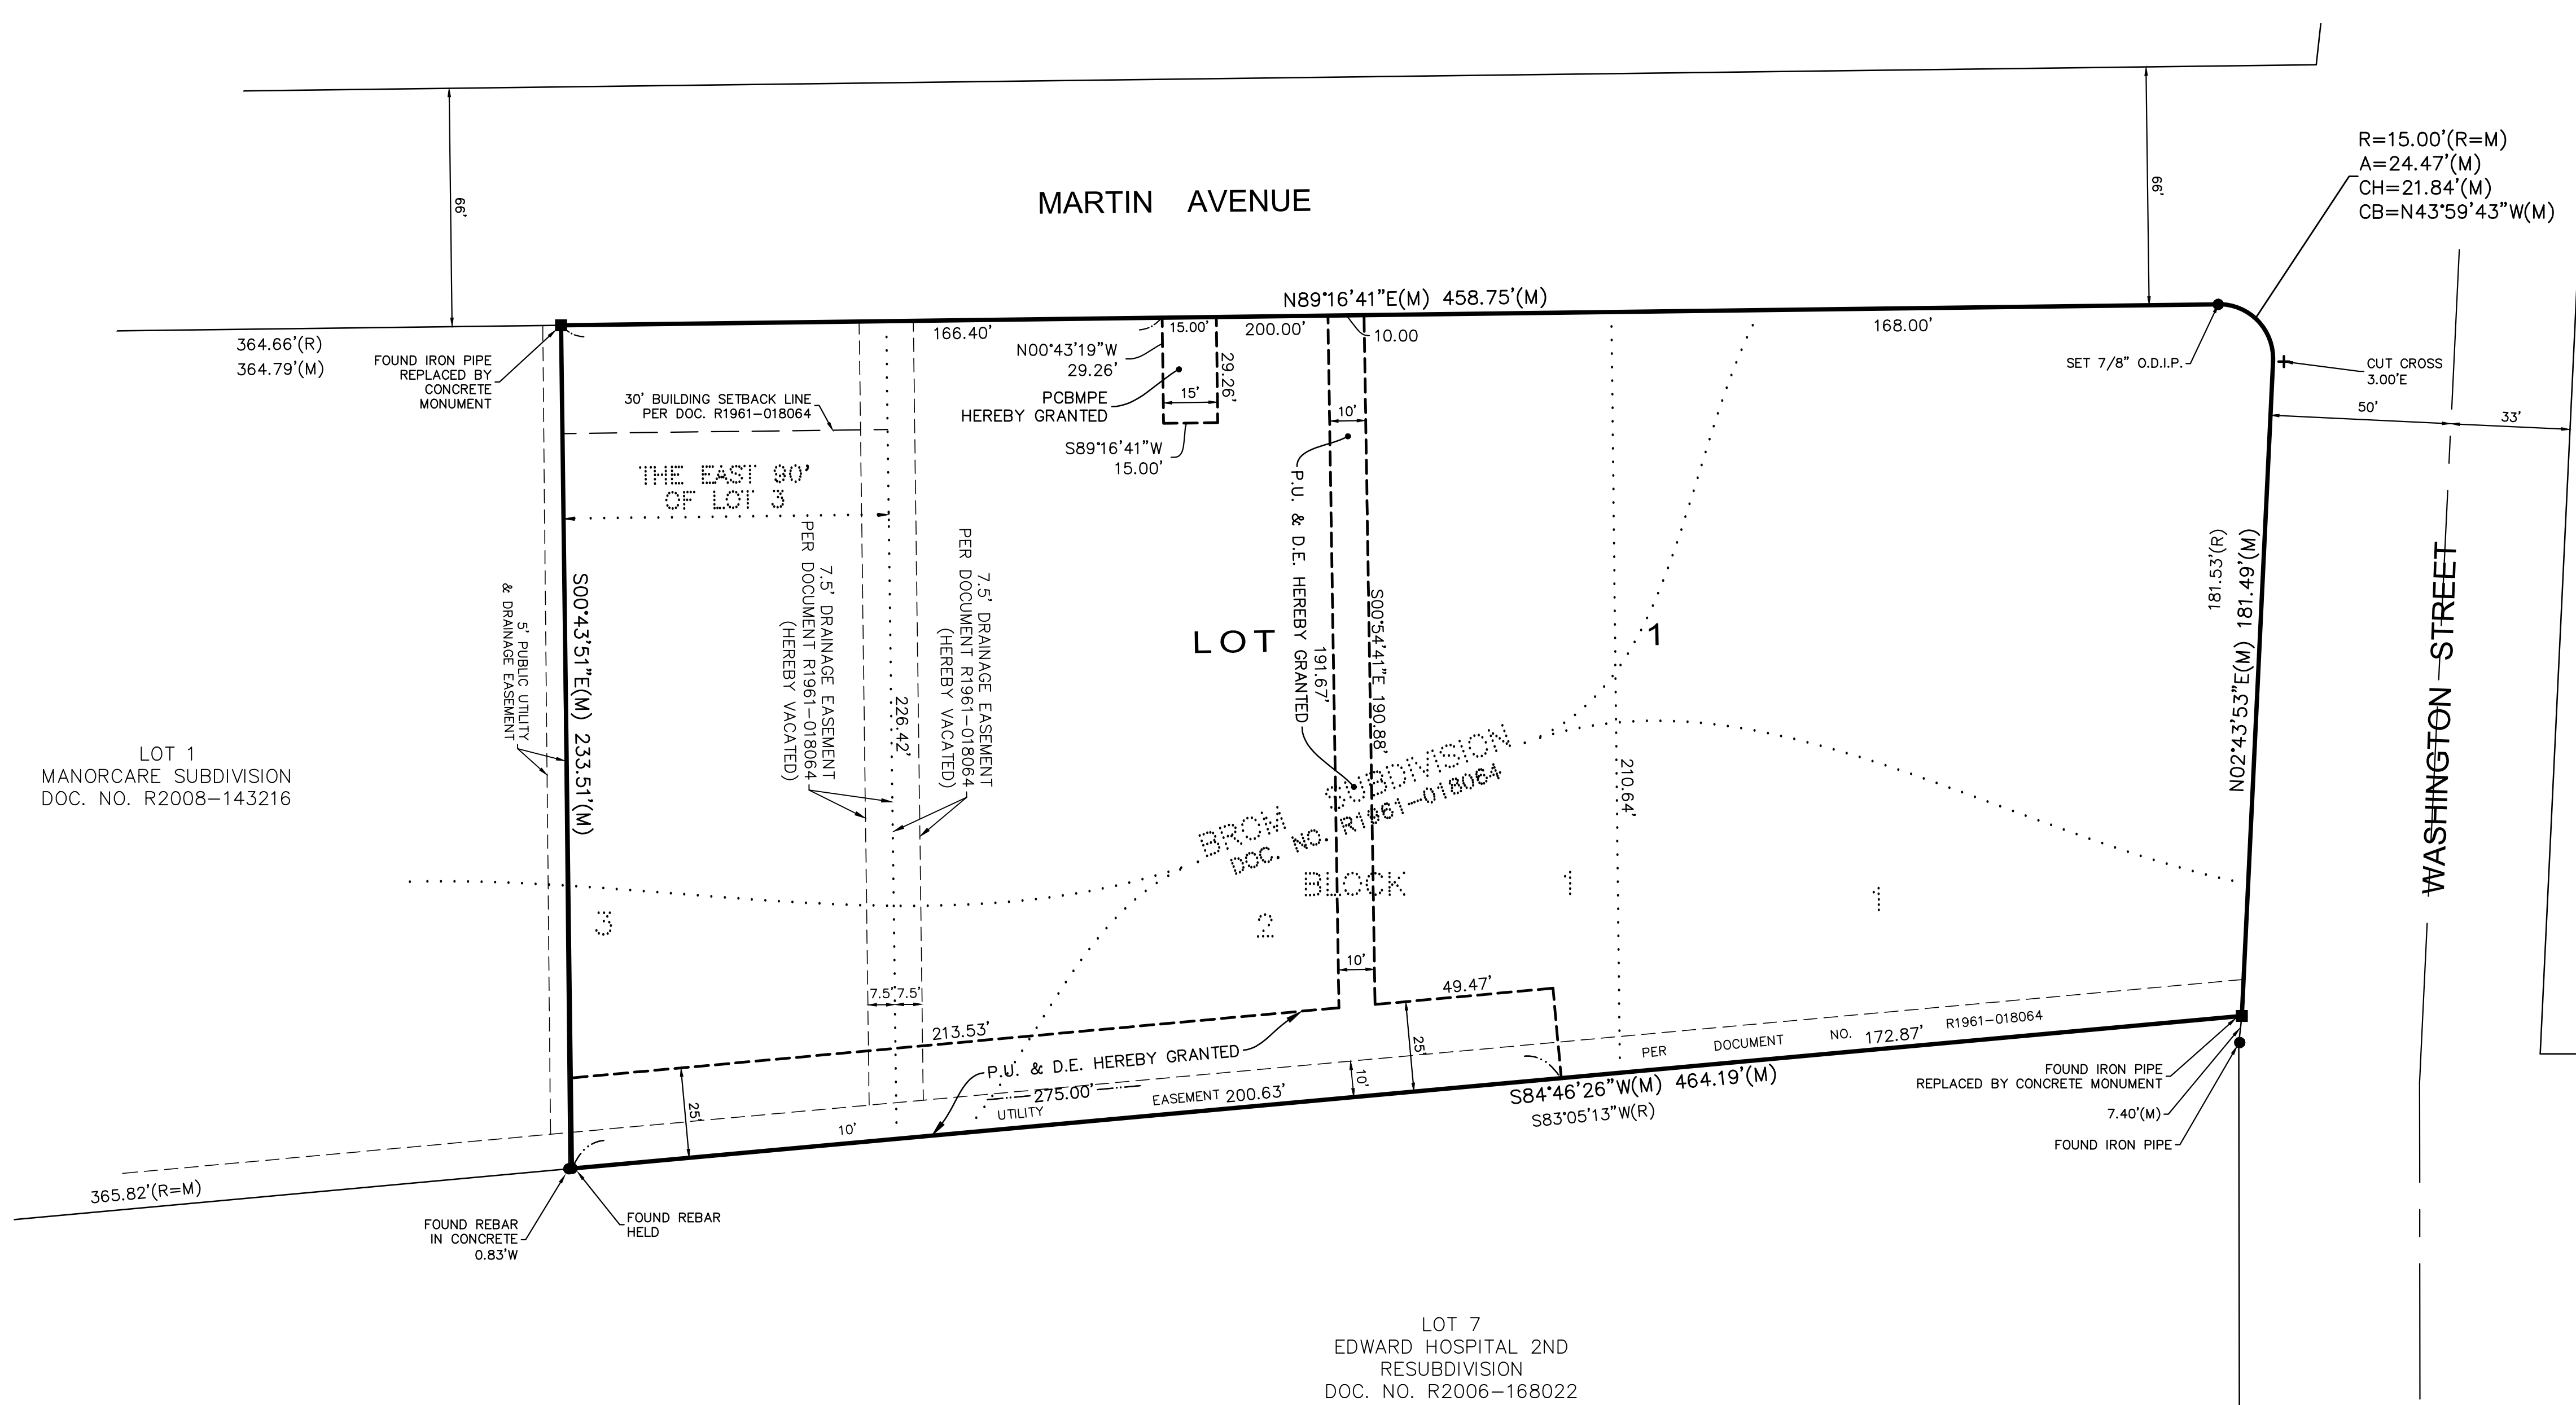 MARTIN AVENUE
66'
66'
R=15.00'(R=M)
A=24.47'(M)
CH=21.84'(M)
CB=N43°59'43"W(M)
N89°16'41"E(M) 458.75'(M)
364.66'(R)
364.79'(M)
FOUND IRON PIPE
REPLACED BY
CONCRETE
MONUMENT
166.40'
15.00'
200.00'
10.00
168.00'
N00°43'19"W
29.26'
29.26'
15'
PCBMPE
HEREBY GRANTED
S89°16'41"W
15.00'
10'
SET 7/8" O.D.I.P.
CUT CROSS
3.00'E
50'
33'
30' BUILDING SETBACK LINE
PER DOC. R1961-018064
THE EAST 90'
OF LOT 3
P.U. & D.E. HEREBY GRANTED
191.67'
S00°54'41"E 190.88'
181.53'(R)
N02°43'53"E(M) 181.49'(M)
WASHINGTON STREET
S00°43'51"E(M) 233.51'(M)
5' PUBLIC UTILITY
& DRAINAGE EASEMENT
7.5' DRAINAGE EASEMENT
PER DOCUMENT R1961-018064
(HEREBY VACATED)
226.42'
7.5' DRAINAGE EASEMENT
PER DOCUMENT R1961-018064
(HEREBY VACATED)
LOT 1
LOT 1
MANORCARE SUBDIVISION
DOC. NO. R2008-143216
BROM SUBDIVISION
DOC. NO. R1961-018064
210.64'
BLOCK 1
3
2
1
10'
49.47'
7.5' 7.5'
213.53'
25'
P.U. & D.E. HEREBY GRANTED
275.00'
25'
10'
10' UTILITY EASEMENT 200.63' PER DOCUMENT NO. 172.87' R1961-018064
S84°46'26"W(M) 464.19'(M)
S83°05'13"W(R)
FOUND IRON PIPE
REPLACED BY CONCRETE MONUMENT
7.40'(M)
FOUND IRON PIPE
365.82'(R=M)
FOUND REBAR
IN CONCRETE
0.83'W
FOUND REBAR
HELD
LOT 7
EDWARD HOSPITAL 2ND
RESUBDIVISION
DOC. NO. R2006-168022